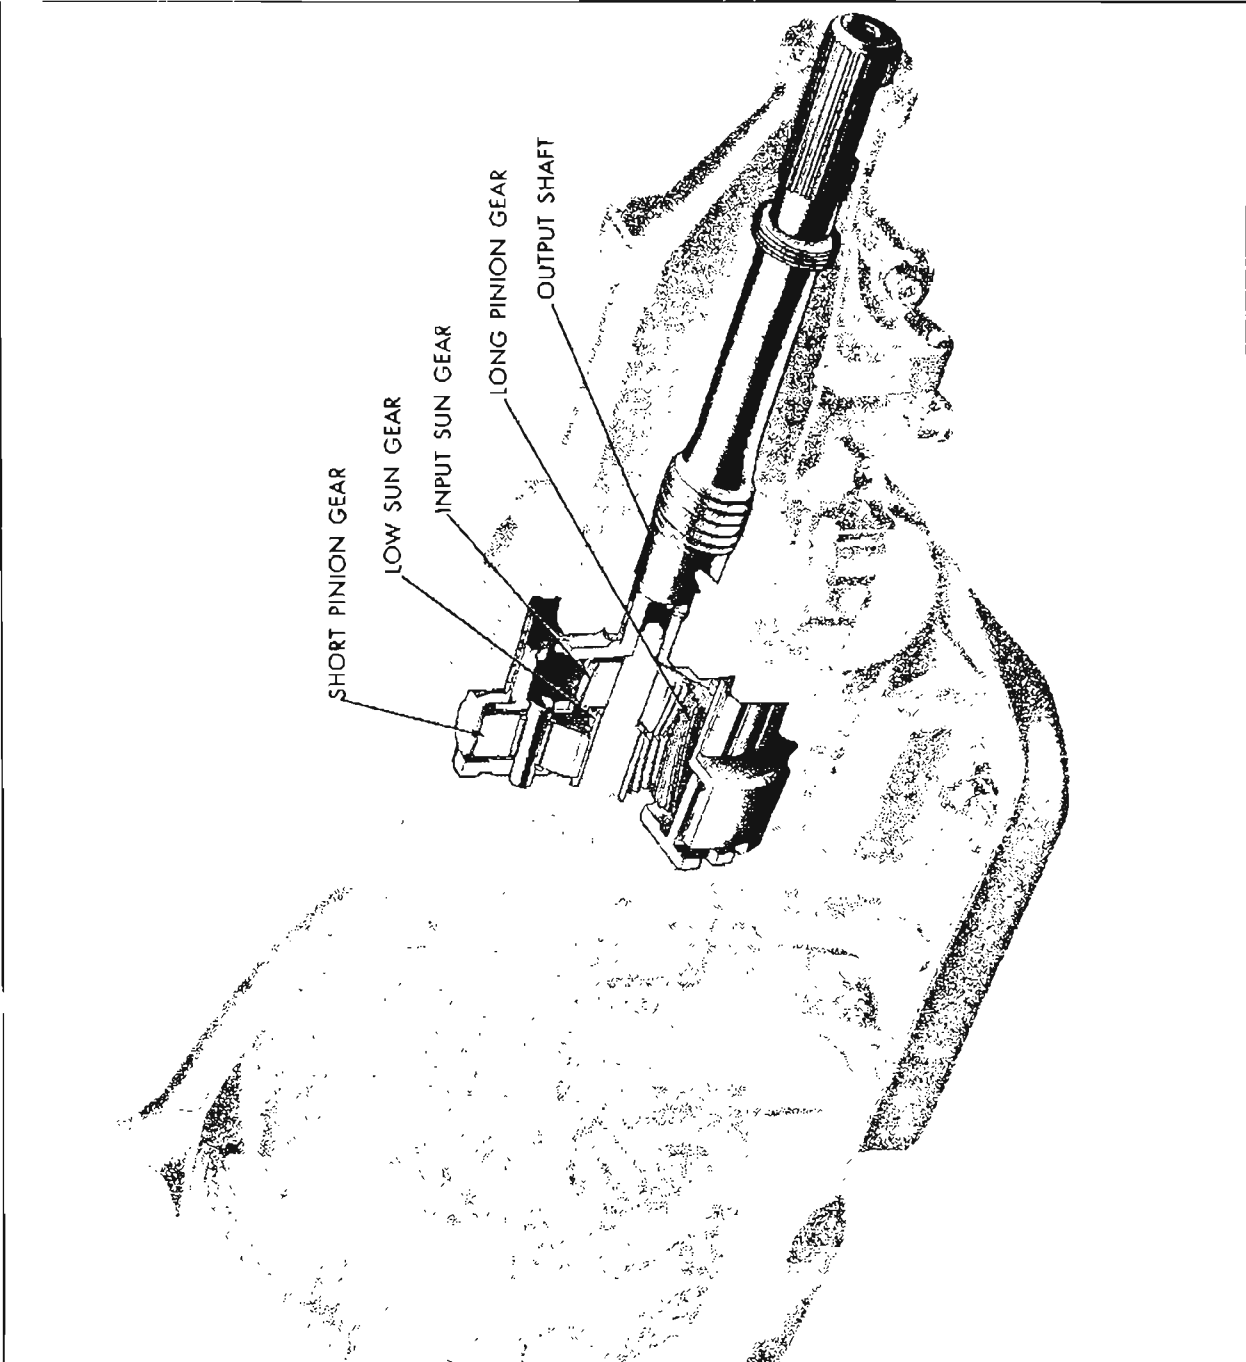 SHORT PINION GEAR
LOW SUN GEAR
INPUT SUN GEAR
LONG PINION GEAR
OUTPUT SHAFT